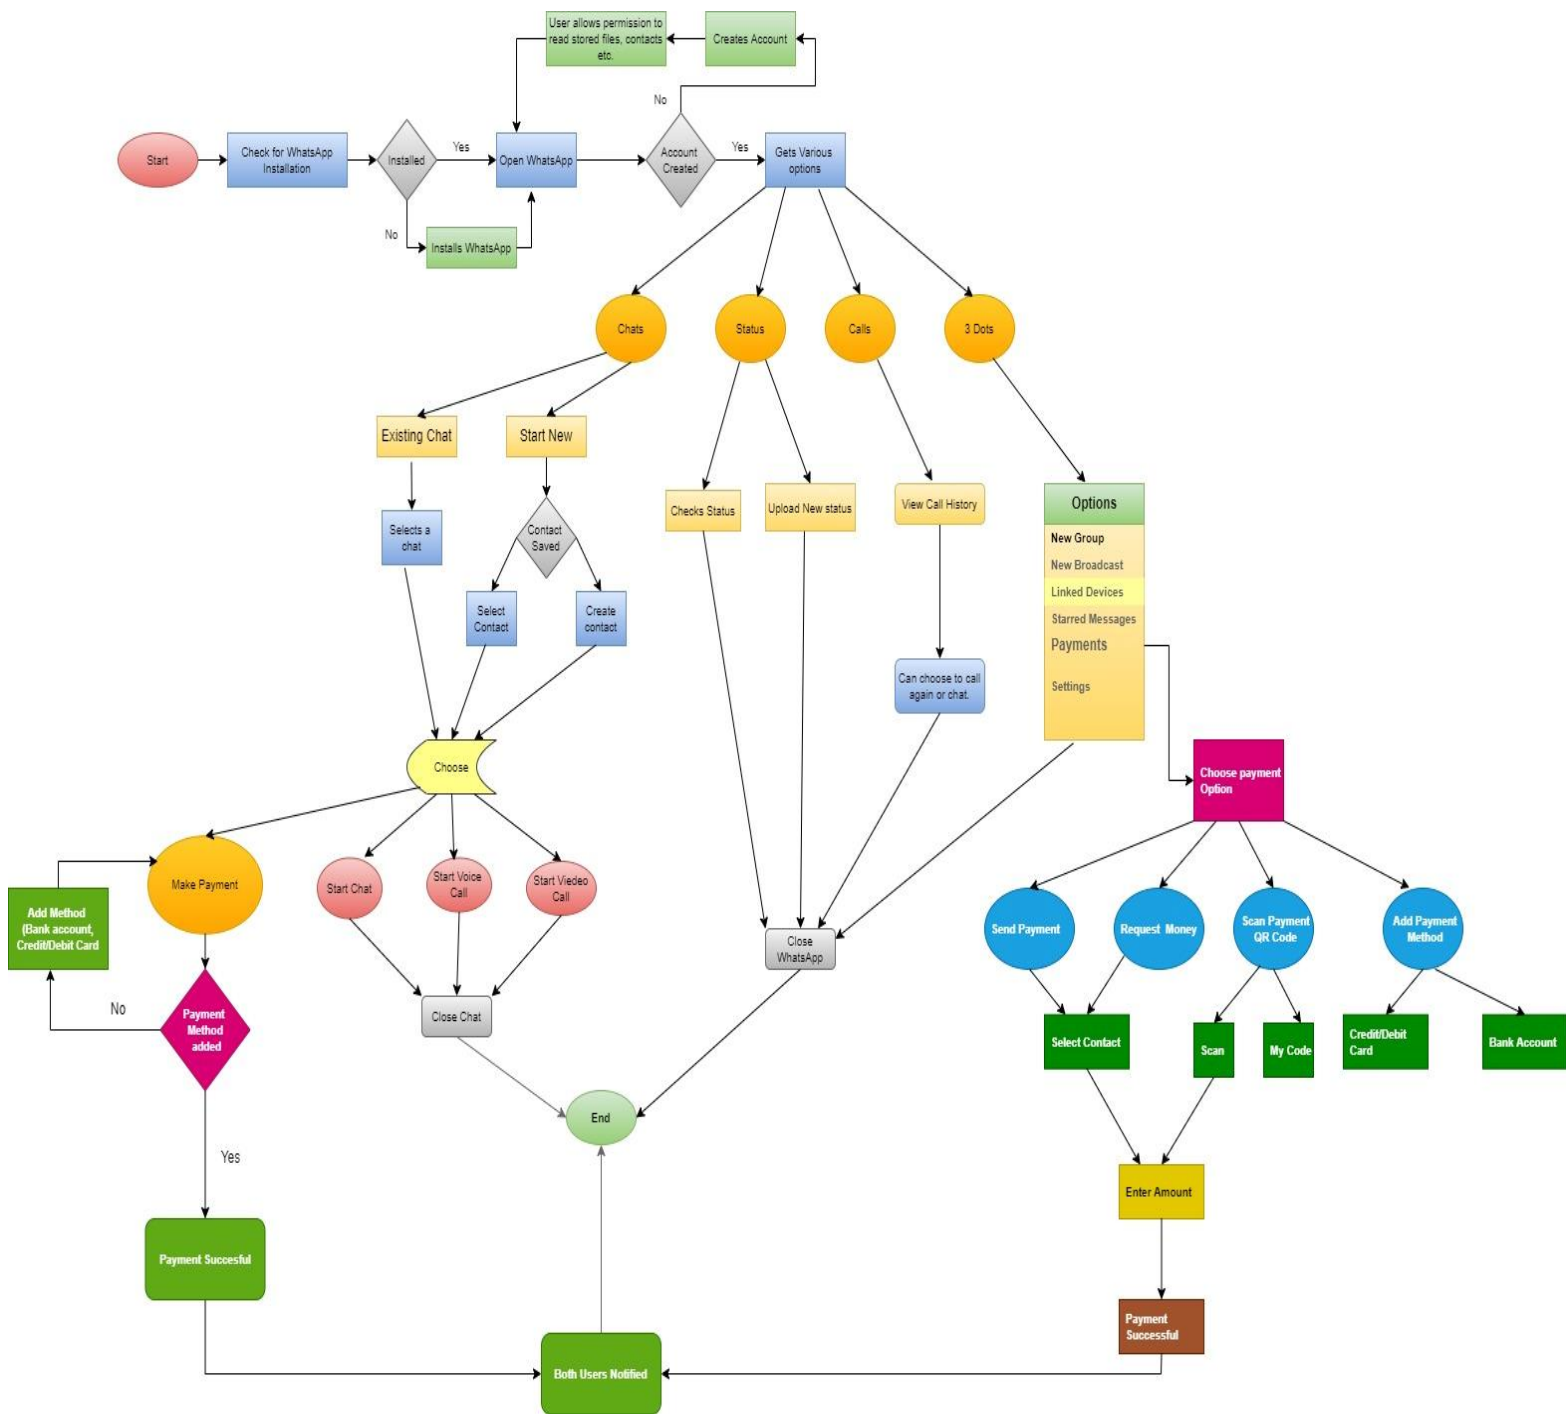 User allows permission to
read stored files, contacts
etc.
Creates Account
No
Start
Check for WhatsApp
Installation
Installed
Yes
Open WhatsApp
Account
Created
Yes
Gets Various
options
No
Installs WhatsApp
Chats
Status
Calls
3 Dots
Existing Chat
Start New
Selects a
chat
Contact
Saved
Checks Status
Upload New status
View Call History
Options
New Group
New Broadcast
Linked Devices
Starred Messages
Payments
Settings
Select
Contact
Create
contact
Can choose to call
again or chat.
Choose
Choose payment
Option
Make Payment
Start Chat
Start Voice
Call
Start Viedeo
Call
Add Method
(Bank account,
Credit/Debit Card
Close
WhatsApp
Send Payment
Request Money
Scan Payment
QR Code
Add Payment
Method
No
Payment
Method
added
Close Chat
Select Contact
Scan
My Code
Credit/Debit
Card
Bank Account
End
Yes
Enter Amount
Payment Succesful
Payment
Successful
Both Users Notified